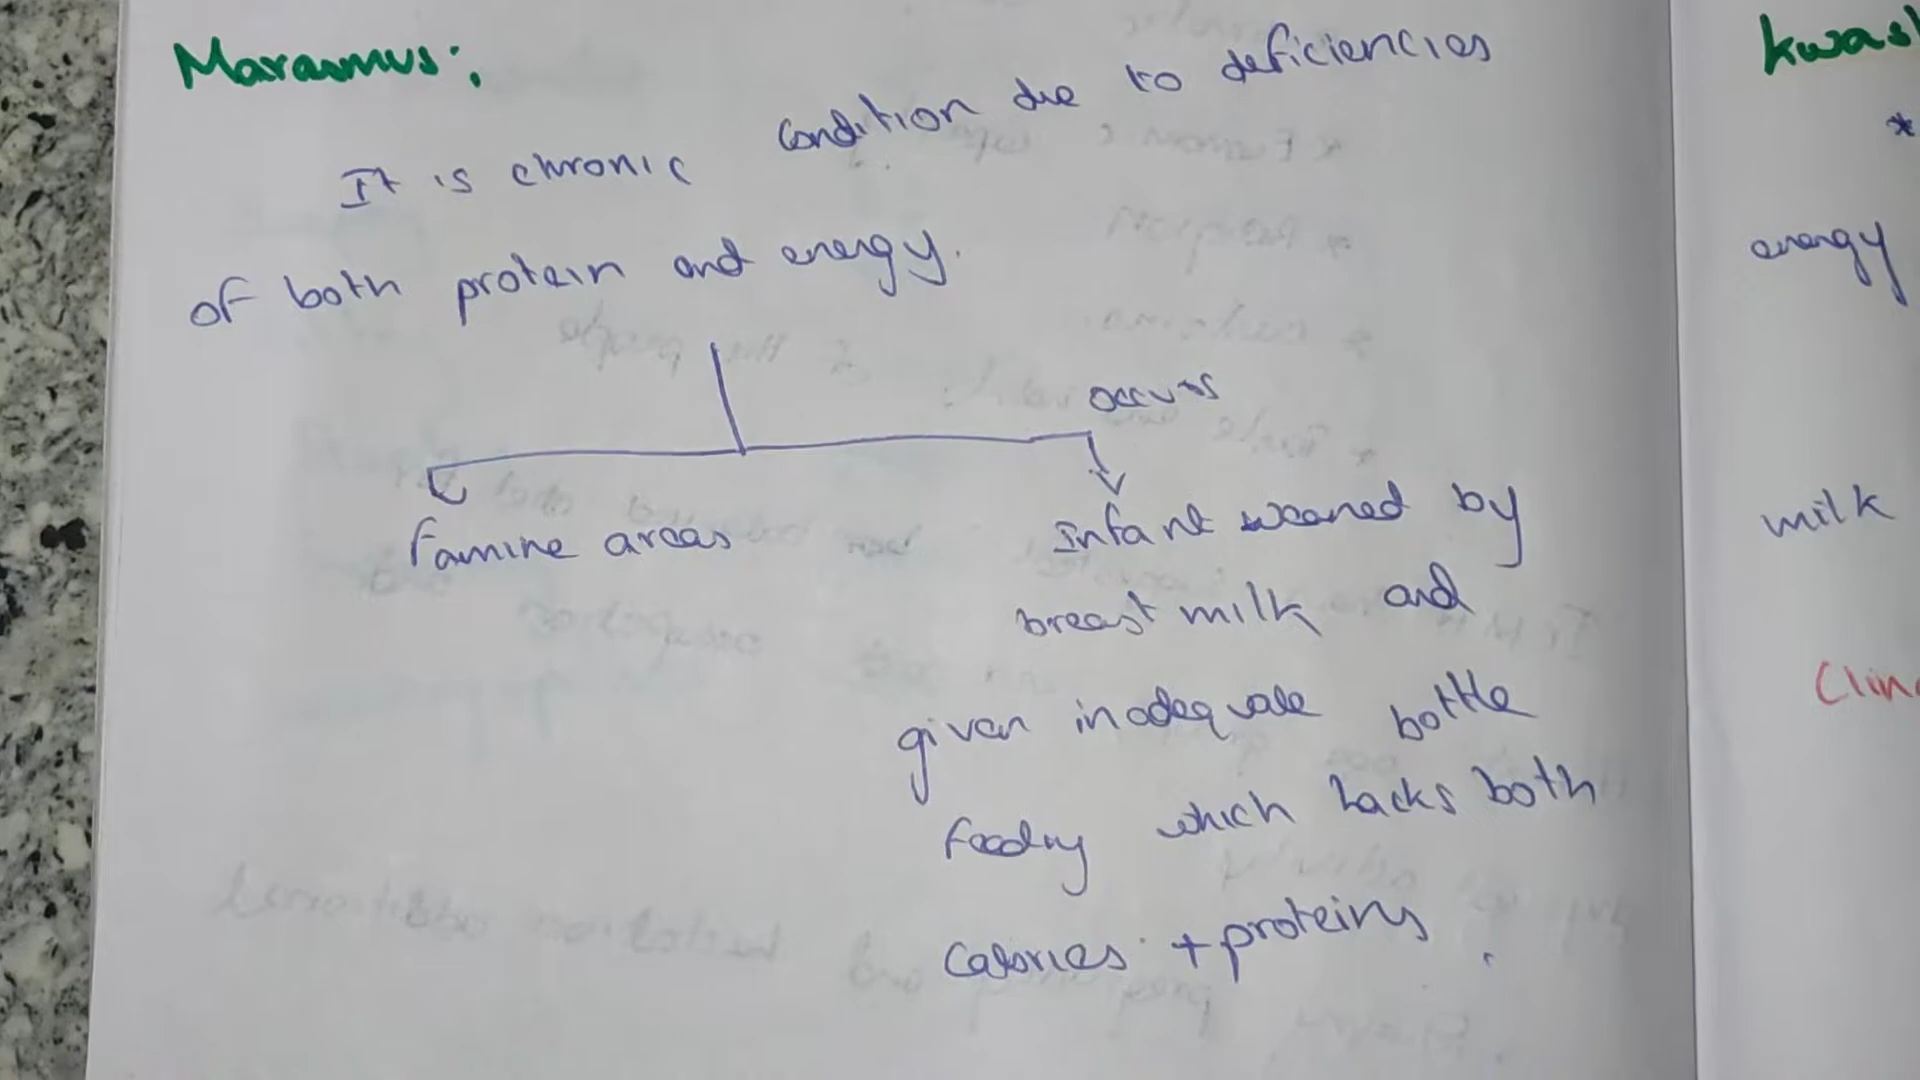 Marasmus:
It is chronic condition due to deficiencies
of both protein and energy.
occurs
famine areas
Infant weaned by
breast milk and
given inadequate bottle
feeding which lacks both
calories + proteins.
kwash
*
energy
milk
Clin